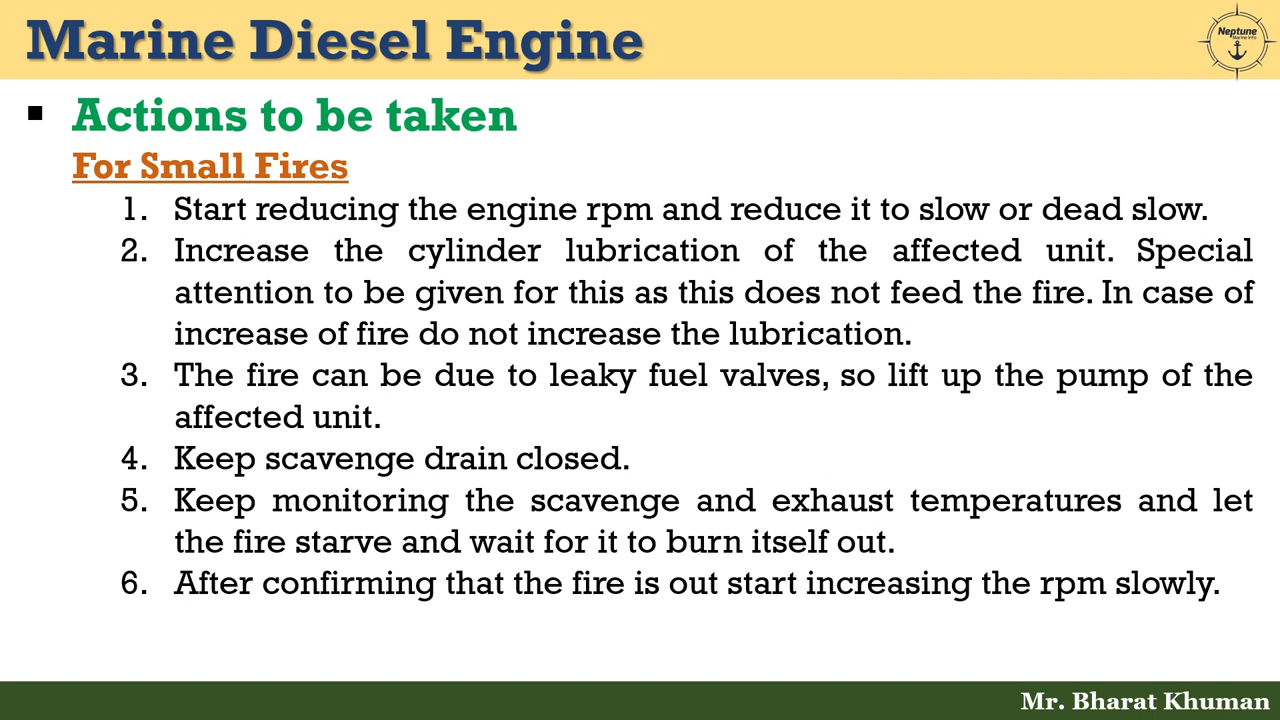 Marine Diesel Engine
Neptune
Marine Info
▪ Actions to be taken
For Small Fires
1. Start reducing the engine rpm and reduce it to slow or dead slow.
2. Increase the cylinder lubrication of the affected unit. Special
attention to be given for this as this does not feed the fire. In case of
increase of fire do not increase the lubrication.
3. The fire can be due to leaky fuel valves, so lift up the pump of the
affected unit.
4. Keep scavenge drain closed.
5. Keep monitoring the scavenge and exhaust temperatures and let
the fire starve and wait for it to burn itself out.
6. After confirming that the fire is out start increasing the rpm slowly.
Mr. Bharat Khuman